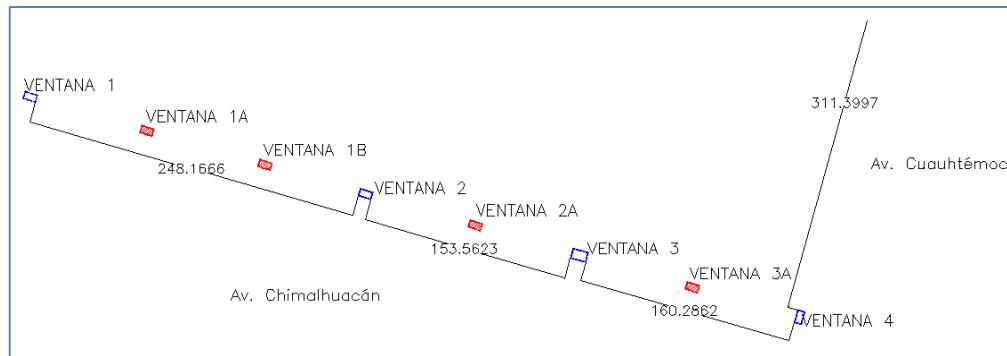 VENTANA 1
VENTANA 1A
VENTANA 1B
248.1666
VENTANA 2
VENTANA 2A
153.5623
VENTANA 3
VENTANA 3A
160.2862
VENTANA 4
311.3997
Av. Cuauhtémoc
Av. Chimalhuacán